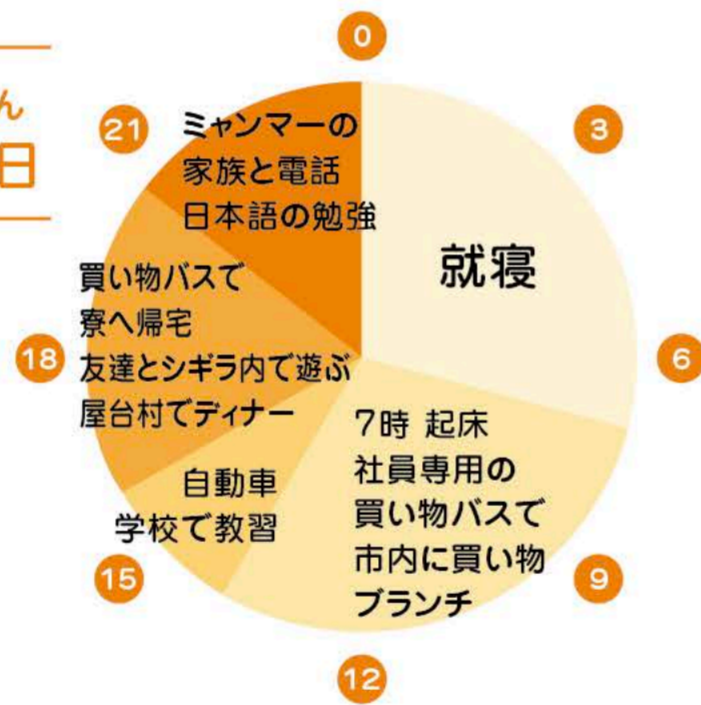 ん
日
0
3
6
9
12
15
18
21
就寝
7時 起床
社員専用の
買い物バスで
市内に買い物
ブランチ
自動車
学校で教習
買い物バスで
寮へ帰宅
友達とシギラ内で遊ぶ
屋台村でディナー
ミャンマーの
家族と電話
日本語の勉強